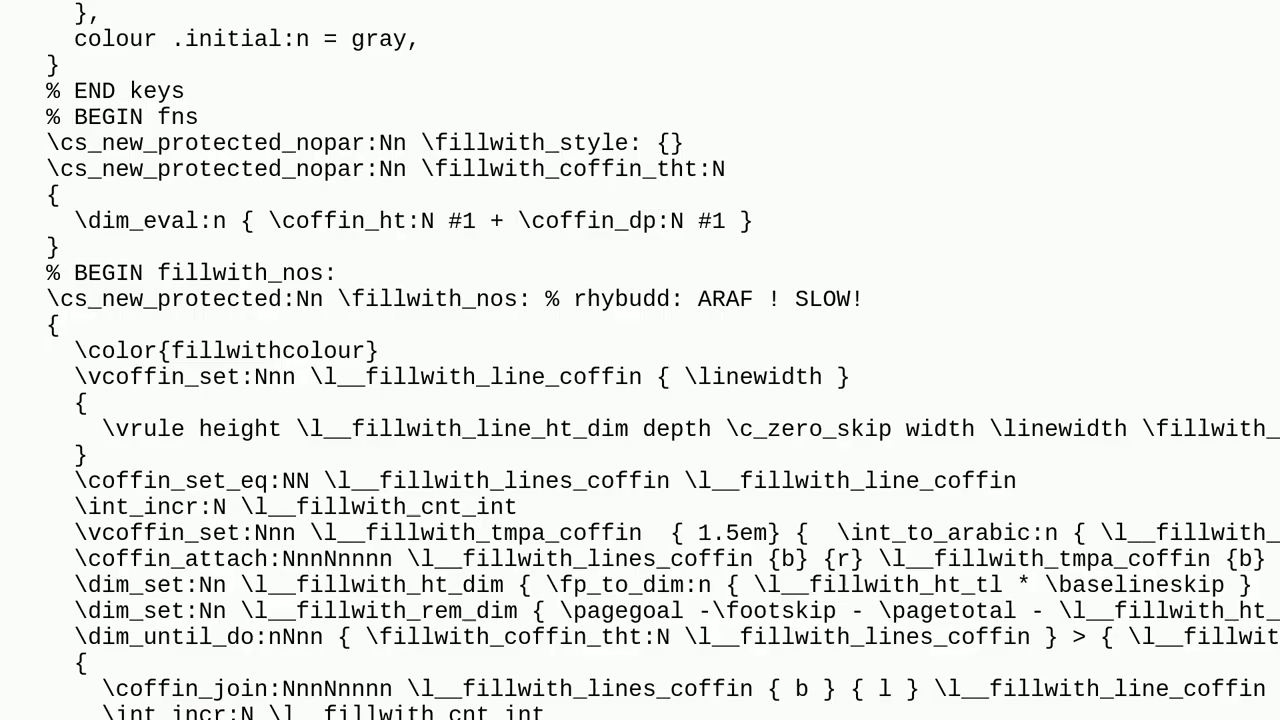 },
colour .initial:n = gray,
}
% END keys
% BEGIN fns
\cs_new_protected_nopar:Nn \fillwith_style: {}
\cs_new_protected_nopar:Nn \fillwith_coffin_tht:N
{
\dim_eval:n { \coffin_ht:N #1 + \coffin_dp:N #1 }
}
% BEGIN fillwith_nos:
\cs_new_protected:Nn \fillwith_nos: % rhybudd: ARAF ! SLOW!
{
\color{fillwithcolour}
\vcoffin_set:Nnn \l__fillwith_line_coffin { \linewidth }
{
\vrule height \l__fillwith_line_ht_dim depth \c_zero_skip width \linewidth \fillwith_
}
\coffin_set_eq:NN \l__fillwith_lines_coffin \l__fillwith_line_coffin
\int_incr:N \l__fillwith_cnt_int
\vcoffin_set:Nnn \l__fillwith_tmpa_coffin  { 1.5em} {  \int_to_arabic:n { \l__fillwith_
\coffin_attach:NnnNnnnn \l__fillwith_lines_coffin {b} {r} \l__fillwith_tmpa_coffin {b}
\dim_set:Nn \l__fillwith_ht_dim { \fp_to_dim:n { \l__fillwith_ht_tl * \baselineskip }
\dim_set:Nn \l__fillwith_rem_dim { \pagegoal -\footskip - \pagetotal - \l__fillwith_ht_
\dim_until_do:nNnn { \fillwith_coffin_tht:N \l__fillwith_lines_coffin } > { \l__fillwit
{
\coffin_join:NnnNnnnn \l__fillwith_lines_coffin { b } { l } \l__fillwith_line_coffin
\int_incr:N \l__fillwith_cnt_int